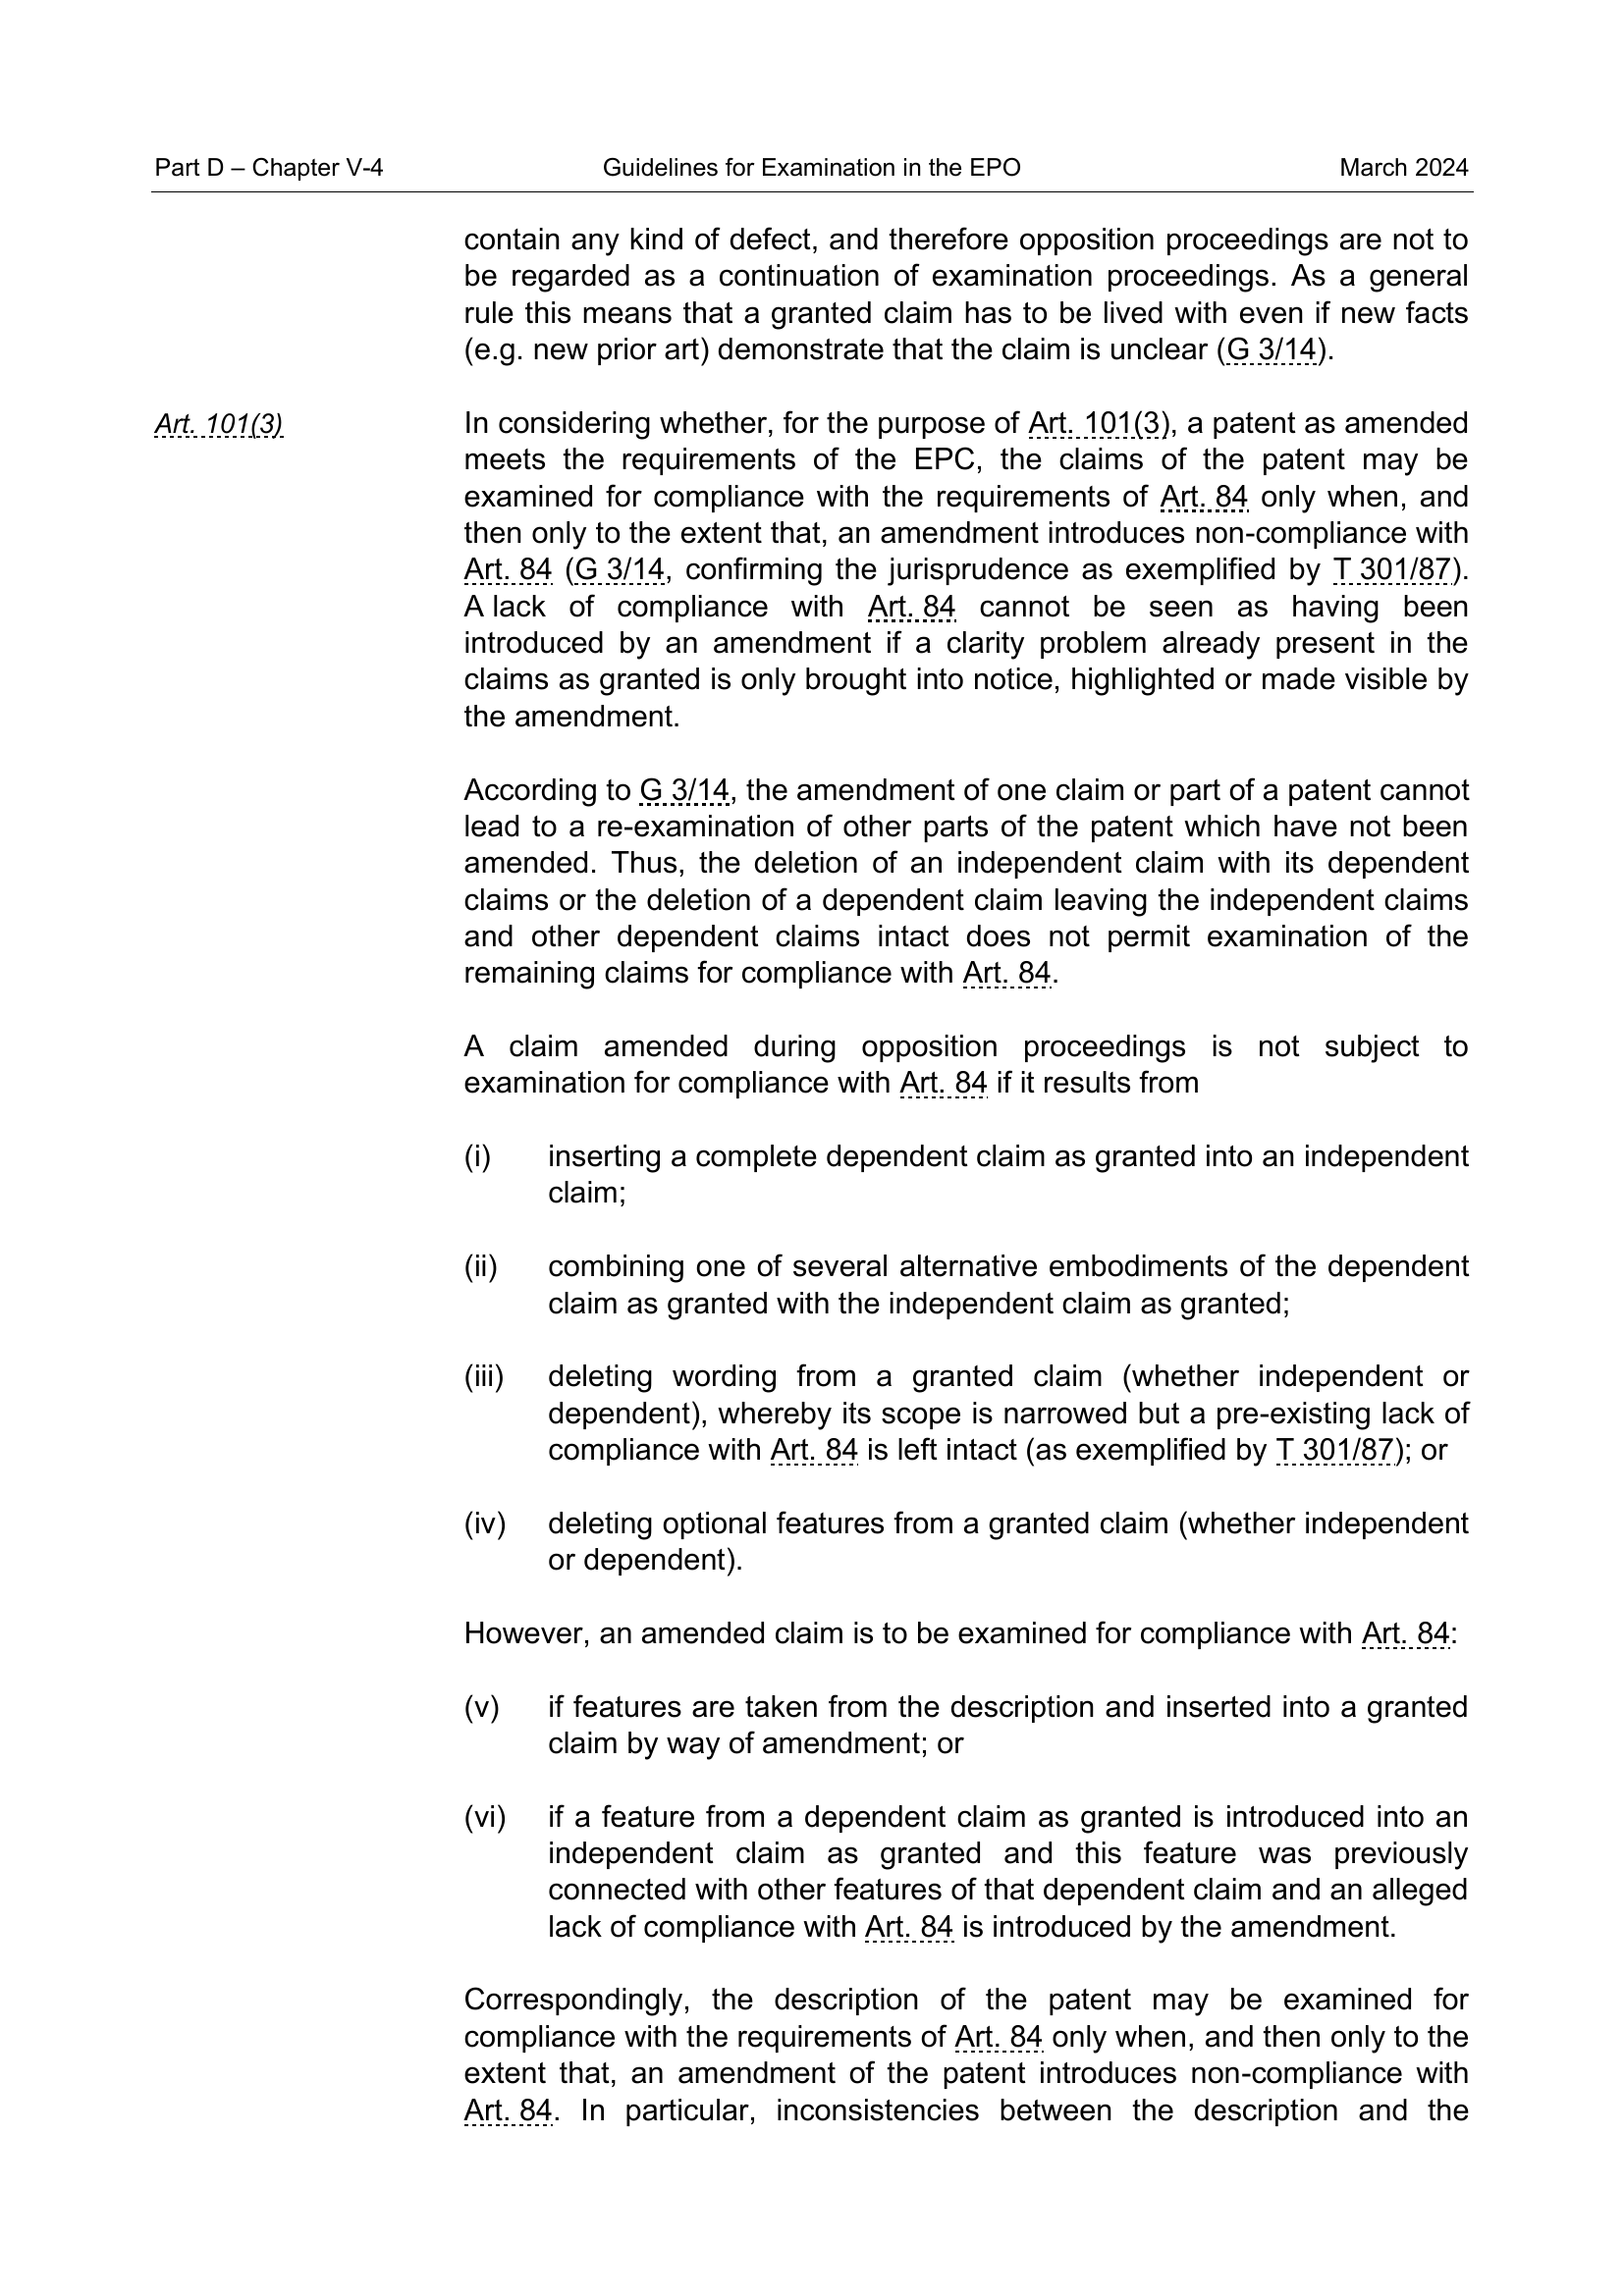 Part D – Chapter V-4 Guidelines for Examination in the EPO March 2024
contain any kind of defect, and therefore opposition proceedings are not to
be regarded as a continuation of examination proceedings. As a general
rule this means that a granted claim has to be lived with even if new facts
(e.g. new prior art) demonstrate that the claim is unclear (G 3/14).
Art. 101(3)
In considering whether, for the purpose of Art. 101(3), a patent as amended
meets the requirements of the EPC, the claims of the patent may be
examined for compliance with the requirements of Art. 84 only when, and
then only to the extent that, an amendment introduces non-compliance with
Art. 84 (G 3/14, confirming the jurisprudence as exemplified by T 301/87).
A lack of compliance with Art. 84 cannot be seen as having been
introduced by an amendment if a clarity problem already present in the
claims as granted is only brought into notice, highlighted or made visible by
the amendment.
According to G 3/14, the amendment of one claim or part of a patent cannot
lead to a re-examination of other parts of the patent which have not been
amended. Thus, the deletion of an independent claim with its dependent
claims or the deletion of a dependent claim leaving the independent claims
and other dependent claims intact does not permit examination of the
remaining claims for compliance with Art. 84.
A claim amended during opposition proceedings is not subject to
examination for compliance with Art. 84 if it results from
(i) inserting a complete dependent claim as granted into an independent
claim;
(ii) combining one of several alternative embodiments of the dependent
claim as granted with the independent claim as granted;
(iii) deleting wording from a granted claim (whether independent or
dependent), whereby its scope is narrowed but a pre-existing lack of
compliance with Art. 84 is left intact (as exemplified by T 301/87); or
(iv) deleting optional features from a granted claim (whether independent
or dependent).
However, an amended claim is to be examined for compliance with Art. 84:
(v) if features are taken from the description and inserted into a granted
claim by way of amendment; or
(vi) if a feature from a dependent claim as granted is introduced into an
independent claim as granted and this feature was previously
connected with other features of that dependent claim and an alleged
lack of compliance with Art. 84 is introduced by the amendment.
Correspondingly, the description of the patent may be examined for
compliance with the requirements of Art. 84 only when, and then only to the
extent that, an amendment of the patent introduces non-compliance with
Art. 84. In particular, inconsistencies between the description and the